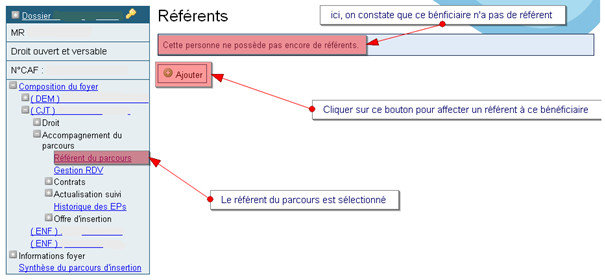 Dossier
MR
Droit ouvert et versable
N°CAF :
Composition du foyer
( DEM )
( CJT )
Droit
Accompagnement du
parcours
Référent du parcours
Gestion RDV
Contrats
Actualisation suivi
Historique des EPs
Offre d'insertion
( ENF ) .
( ENF )
Informations foyer
Synthèse du parcours d'insertion
Référents
ici, on constate que ce bénficiaire n'a pas de référent
Cette personne ne possède pas encore de référents.
Ajouter
Cliquer sur ce bouton pour affecter un référent à ce bénéficiaire
Le référent du parcours est sélectionné